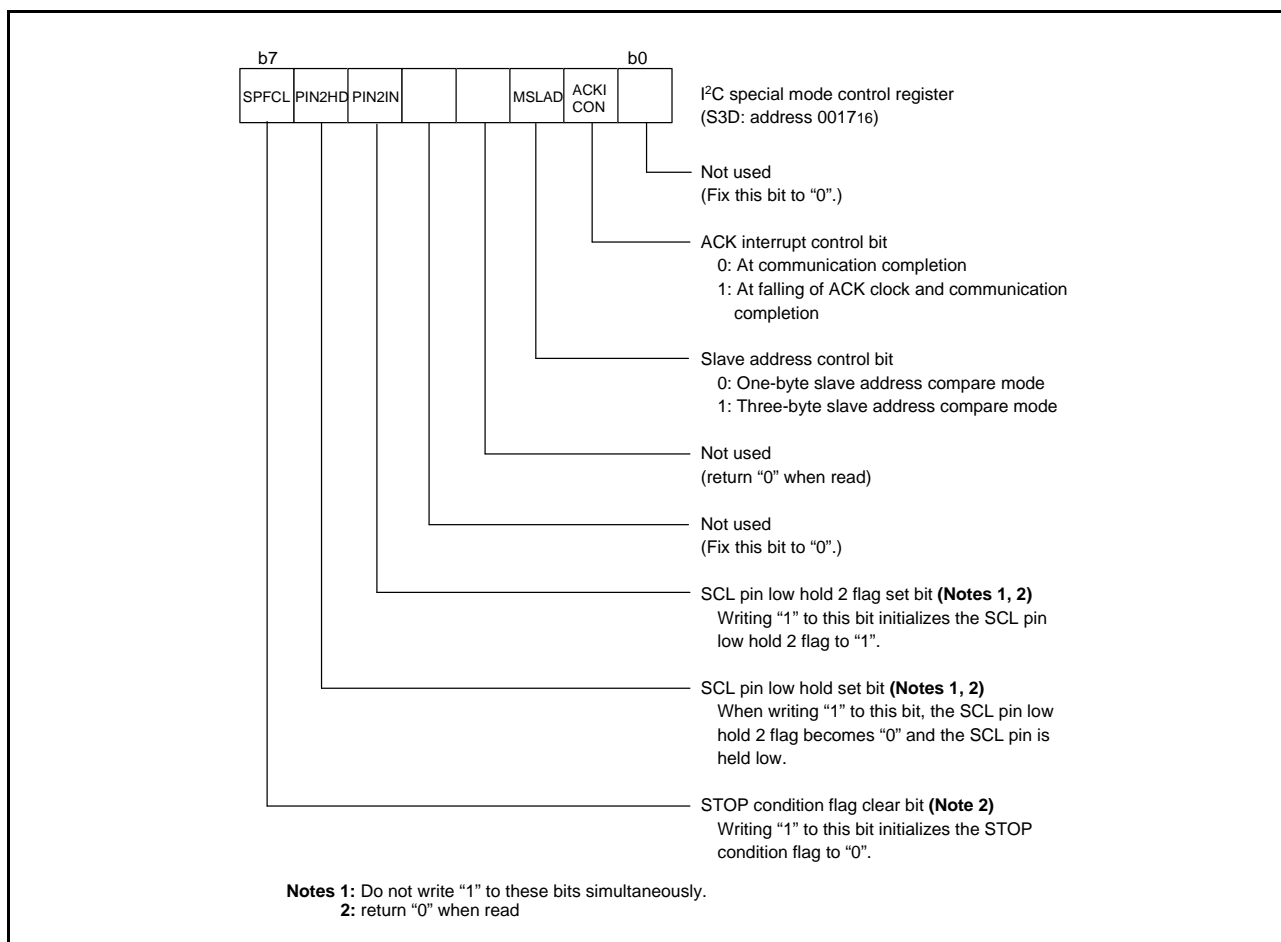 b7 b0
SPFCL PIN2HD PIN2IN MSLAD ACKI CON
I²C special mode control register
(S3D: address 001716)
Not used
(Fix this bit to “0”.)
ACK interrupt control bit
0: At communication completion
1: At falling of ACK clock and communication
completion
Slave address control bit
0: One-byte slave address compare mode
1: Three-byte slave address compare mode
Not used
(return “0” when read)
Not used
(Fix this bit to “0”.)
SCL pin low hold 2 flag set bit (Notes 1, 2)
Writing “1” to this bit initializes the SCL pin
low hold 2 flag to “1”.
SCL pin low hold set bit (Notes 1, 2)
When writing “1” to this bit, the SCL pin low
hold 2 flag becomes “0” and the SCL pin is
held low.
STOP condition flag clear bit (Note 2)
Writing “1” to this bit initializes the STOP
condition flag to “0”.
Notes 1: Do not write “1” to these bits simultaneously.
2: return “0” when read